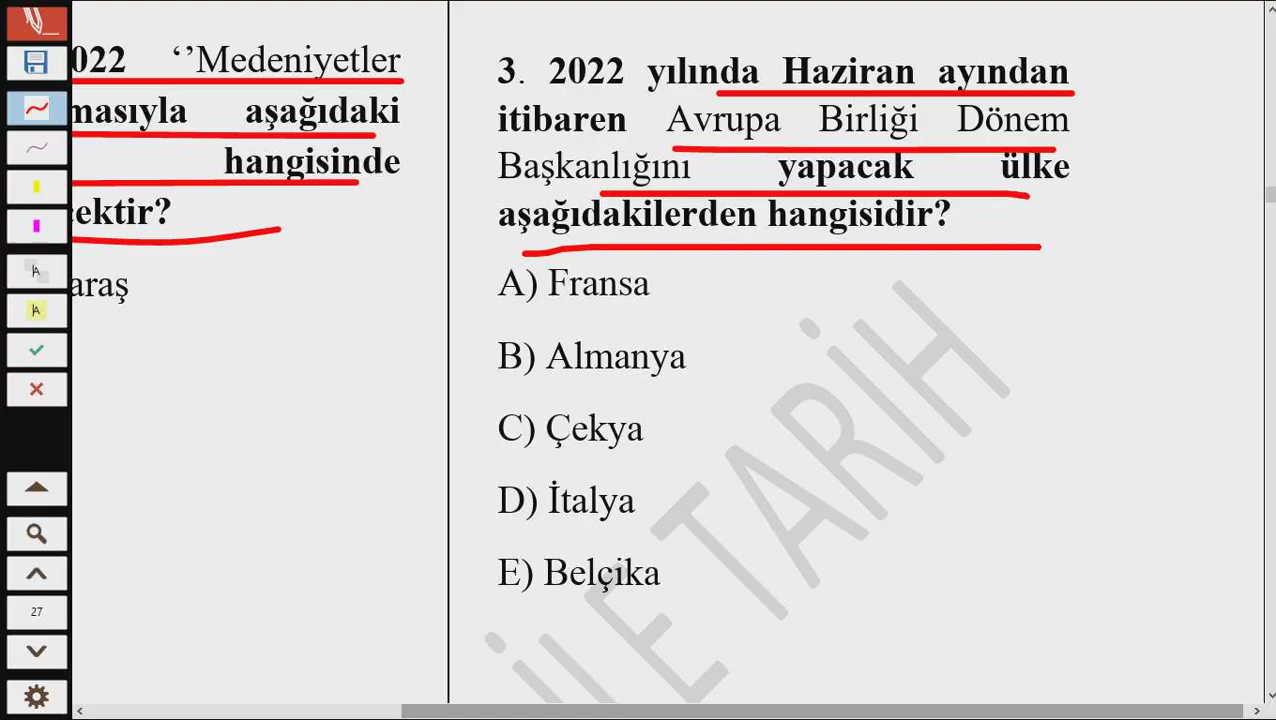 022 ‘’Medeniyetler
masıyla aşağıdaki
hangisinde
ektir?
araş
3. 2022 yılında Haziran ayından
itibaren Avrupa Birliği Dönem
Başkanlığını yapacak ülke
aşağıdakilerden hangisidir?
A) Fransa
B) Almanya
C) Çekya
D) İtalya
E) Belçika
İLE TARİH
27